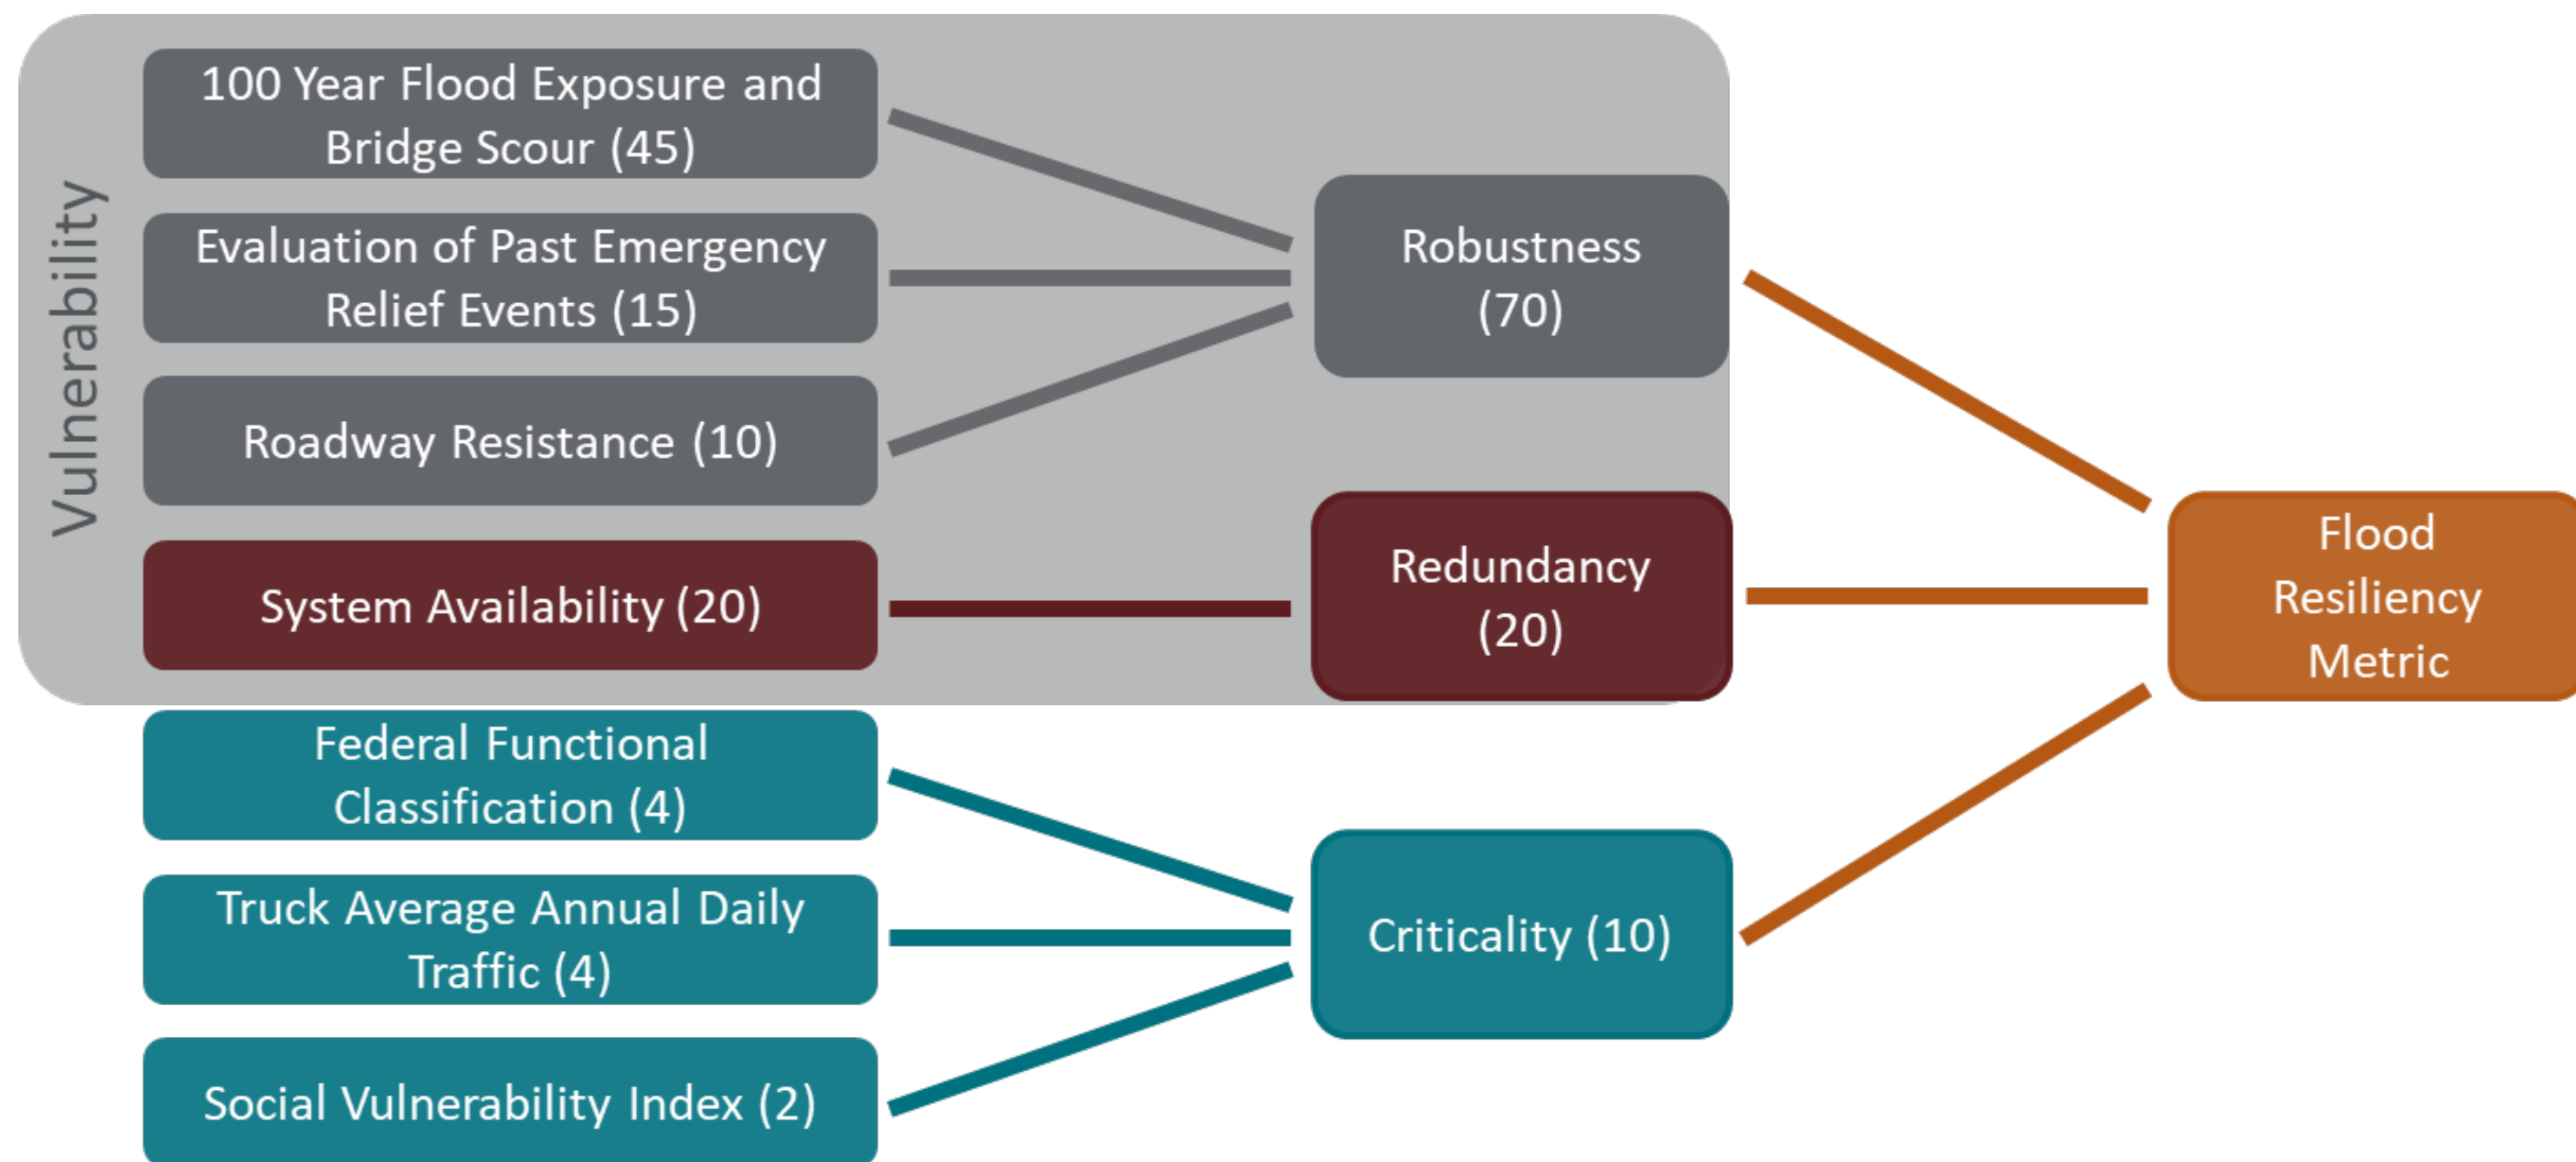 Vulnerability
100 Year Flood Exposure and
Bridge Scour (45)
Evaluation of Past Emergency
Relief Events (15)
Roadway Resistance (10)
System Availability (20)
Federal Functional
Classification (4)
Truck Average Annual Daily
Traffic (4)
Social Vulnerability Index (2)
Robustness
(70)
Redundancy
(20)
Criticality (10)
Flood
Resiliency
Metric